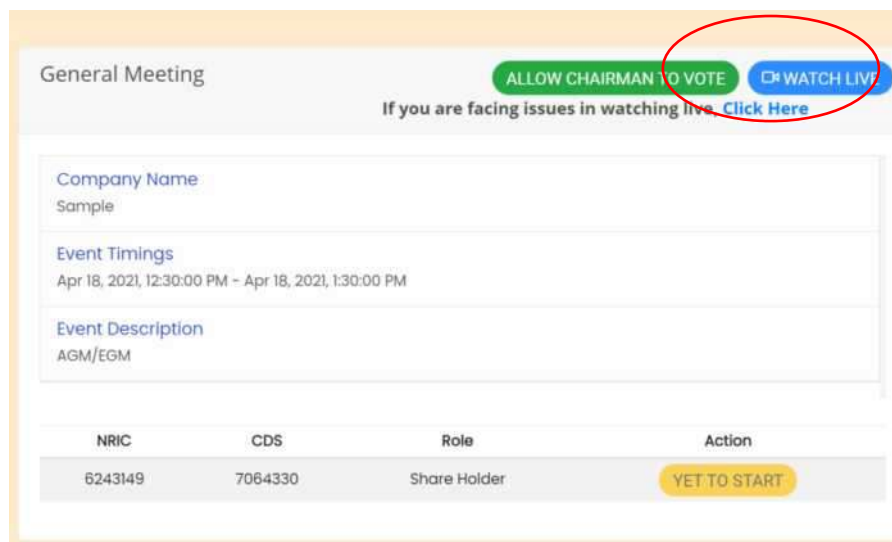 General Meeting
ALLOW CHAIRMAN TO VOTE
WATCH LIVE
If you are facing issues in watching live, Click Here
Company Name
Sample
Event Timings
Apr 18, 2021, 12:30:00 PM - Apr 18, 2021, 1:30:00 PM
Event Description
AGM/EGM
NRIC CDS Role Action
6243149 7064330 Share Holder YET TO START